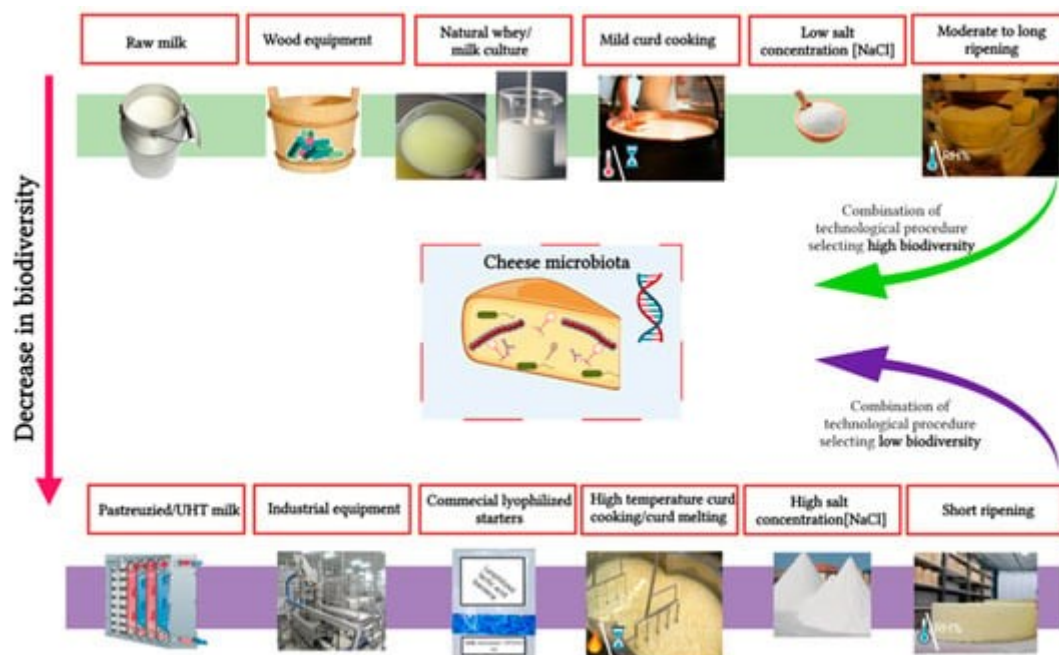 Raw milk
Wood equipment
Natural whey/
milk culture
Mild curd cooking
Low salt
concentration [NaCl]
Moderate to long
ripening
RH%
Decrease in biodiversity
Combination of
technological procedure
selecting high biodiversity
Cheese microbiota
Combination of
technological procedure
selecting low biodiversity
Pastreuzied/UHT milk
Industrial equipment
Commecial lyophilized
starters
High temperature curd
cooking/curd melting
High salt
concentration[NaCl]
Short ripening
RH%